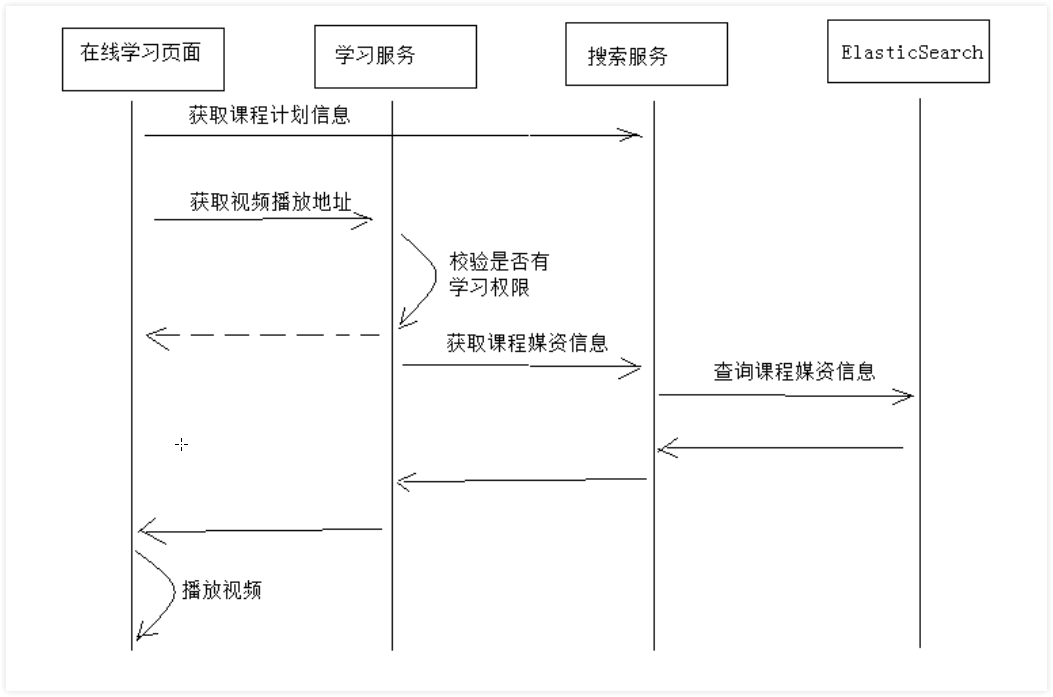 在线学习页面
学习服务
搜索服务
ElasticSearch
获取课程计划信息
获取视频播放地址
校验是否有
学习权限
获取课程媒资信息
查询课程媒资信息
播放视频